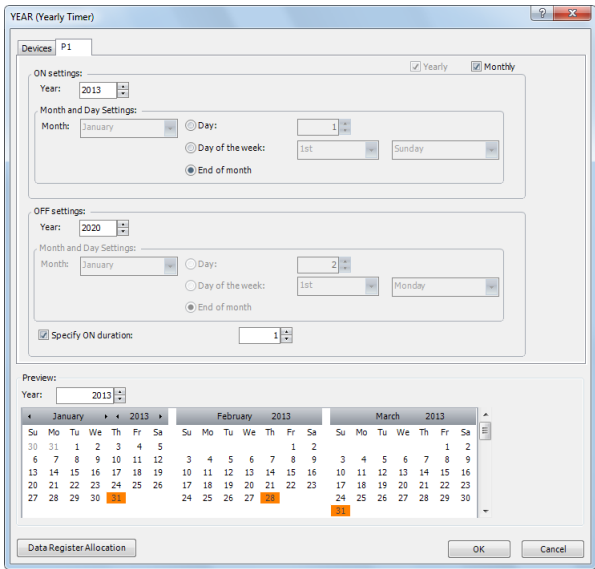 YEAR (Yearly Timer)
Devices P1
Yearly Monthly
ON settings:
Year: 2013
Month and Day Settings:
Month: January Day: 1
Day of the week: 1st Sunday
End of month
OFF settings:
Year: 2020
Month and Day Settings:
Month: January Day: 2
Day of the week: 1st Monday
End of month
Specify ON duration: 1
Preview:
Year: 2013
January 2013 February 2013 March 2013
Su Mo Tu We Th Fr Sa Su Mo Tu We Th Fr Sa Su Mo Tu We Th Fr Sa
30 31 1 2 3 4 5 1 2 1 2
6 7 8 9 10 11 12 3 4 5 6 7 8 9 3 4 5 6 7 8 9
13 14 15 16 17 18 19 10 11 12 13 14 15 16 10 11 12 13 14 15 16
20 21 22 23 24 25 26 17 18 19 20 21 22 23 17 18 19 20 21 22 23
27 28 29 30 31 24 25 26 27 28 24 25 26 27 28 29 30
31
Data Register Allocation OK Cancel